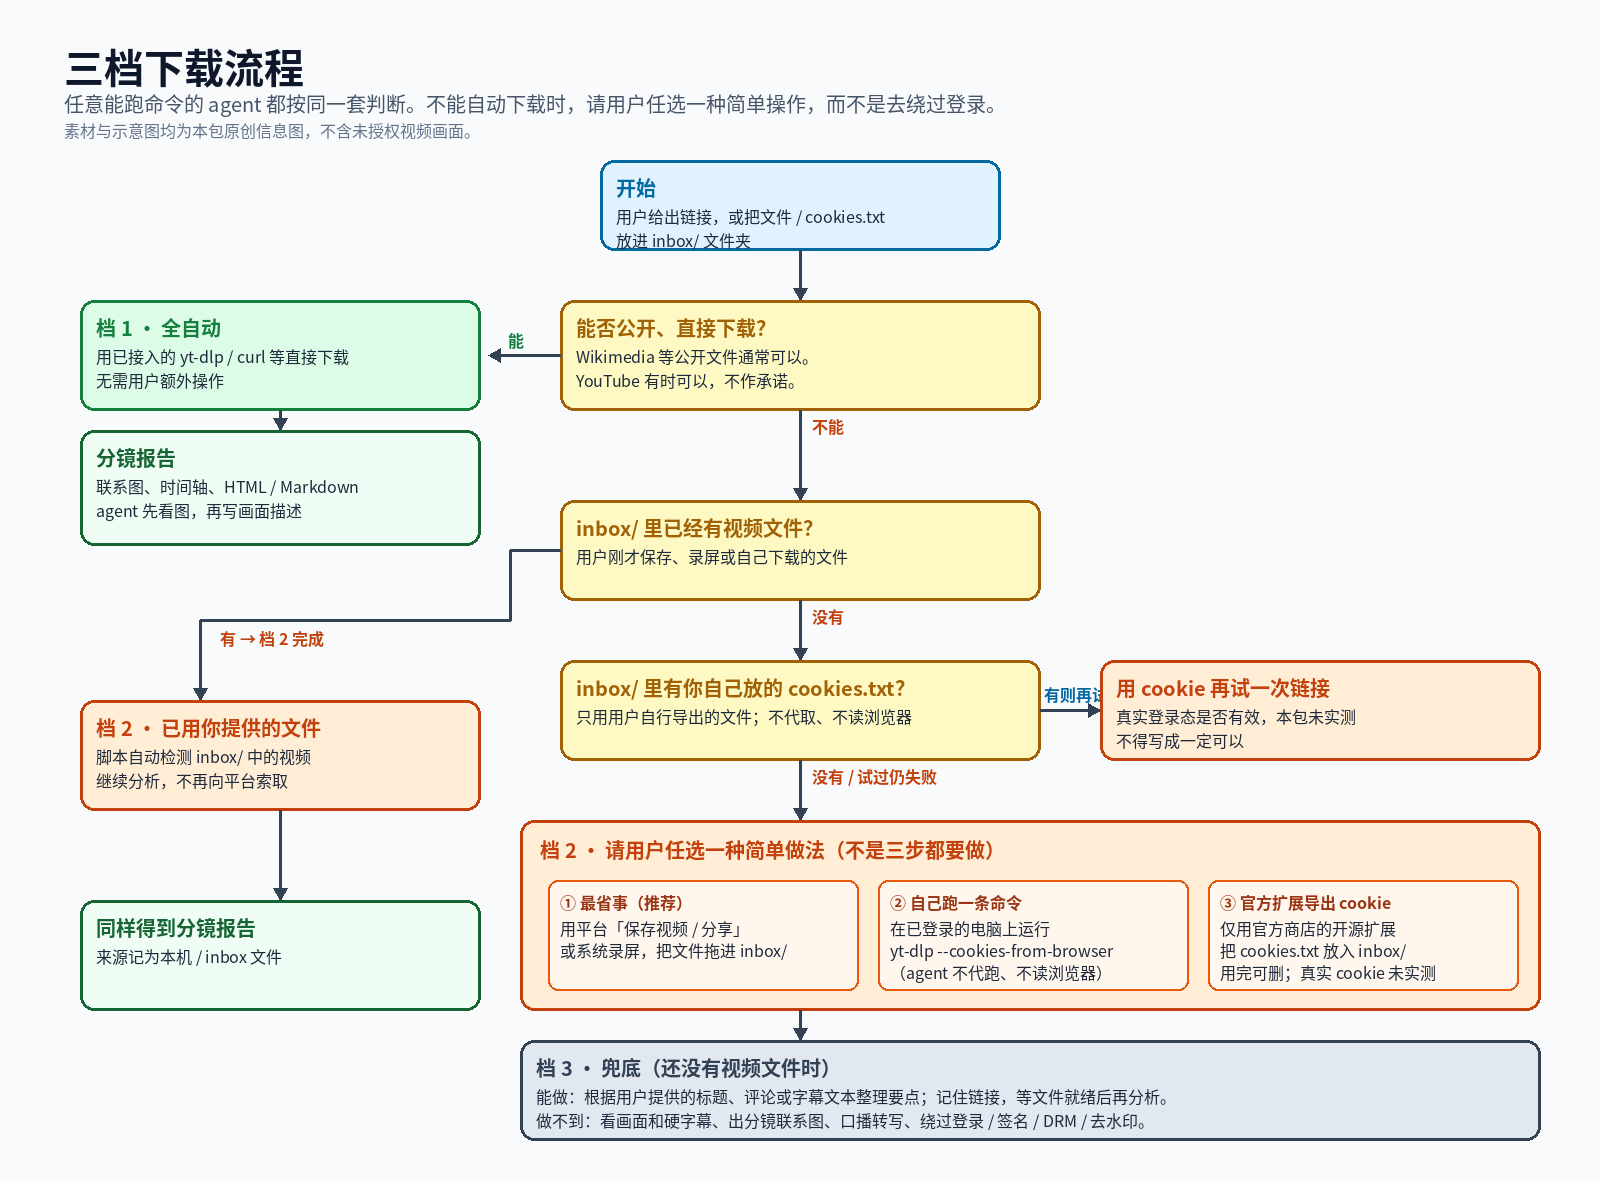 三档下载流程
任意能跑命令的 agent 都按同一套判断。不能自动下载时，请用户任选一种简单操作，而不是去绕过登录。
素材与示意图均为本包原创信息图，不含未授权视频画面。
开始
用户给出链接，或把文件 / cookies.txt
放进 inbox/ 文件夹
档 1 · 全自动
用已接入的 yt-dlp / curl 等直接下载
无需用户额外操作
能
能否公开、直接下载？
Wikimedia 等公开文件通常可以。
YouTube 有时可以，不作承诺。
不能
分镜报告
联系图、时间轴、HTML / Markdown
agent 先看图，再写画面描述
inbox/ 里已经有视频文件？
用户刚才保存、录屏或自己下载的文件
没有
有 → 档 2 完成
inbox/ 里有你自己放的 cookies.txt？
只用用户自行导出的文件；不代取、不读浏览器
有则再试
用 cookie 再试一次链接
真实登录态是否有效，本包未实测
不得写成一定可以
档 2 · 已用你提供的文件
脚本自动检测 inbox/ 中的视频
继续分析，不再向平台索取
没有 / 试过仍失败
档 2 · 请用户任选一种简单做法（不是三步都要做）
① 最省事（推荐）
用平台「保存视频 / 分享」
或系统录屏，把文件拖进 inbox/
② 自己跑一条命令
在已登录的电脑上运行
yt-dlp --cookies-from-browser
（agent 不代跑、不读浏览器）
③ 官方扩展导出 cookie
仅用官方商店的开源扩展
把 cookies.txt 放入 inbox/
用完可删；真实 cookie 未实测
同样得到分镜报告
来源记为本机 / inbox 文件
档 3 · 兜底（还没有视频文件时）
能做：根据用户提供的标题、评论或字幕文本整理要点；记住链接，等文件就绪后再分析。
做不到：看画面和硬字幕、出分镜联系图、口播转写、绕过登录 / 签名 / DRM / 去水印。